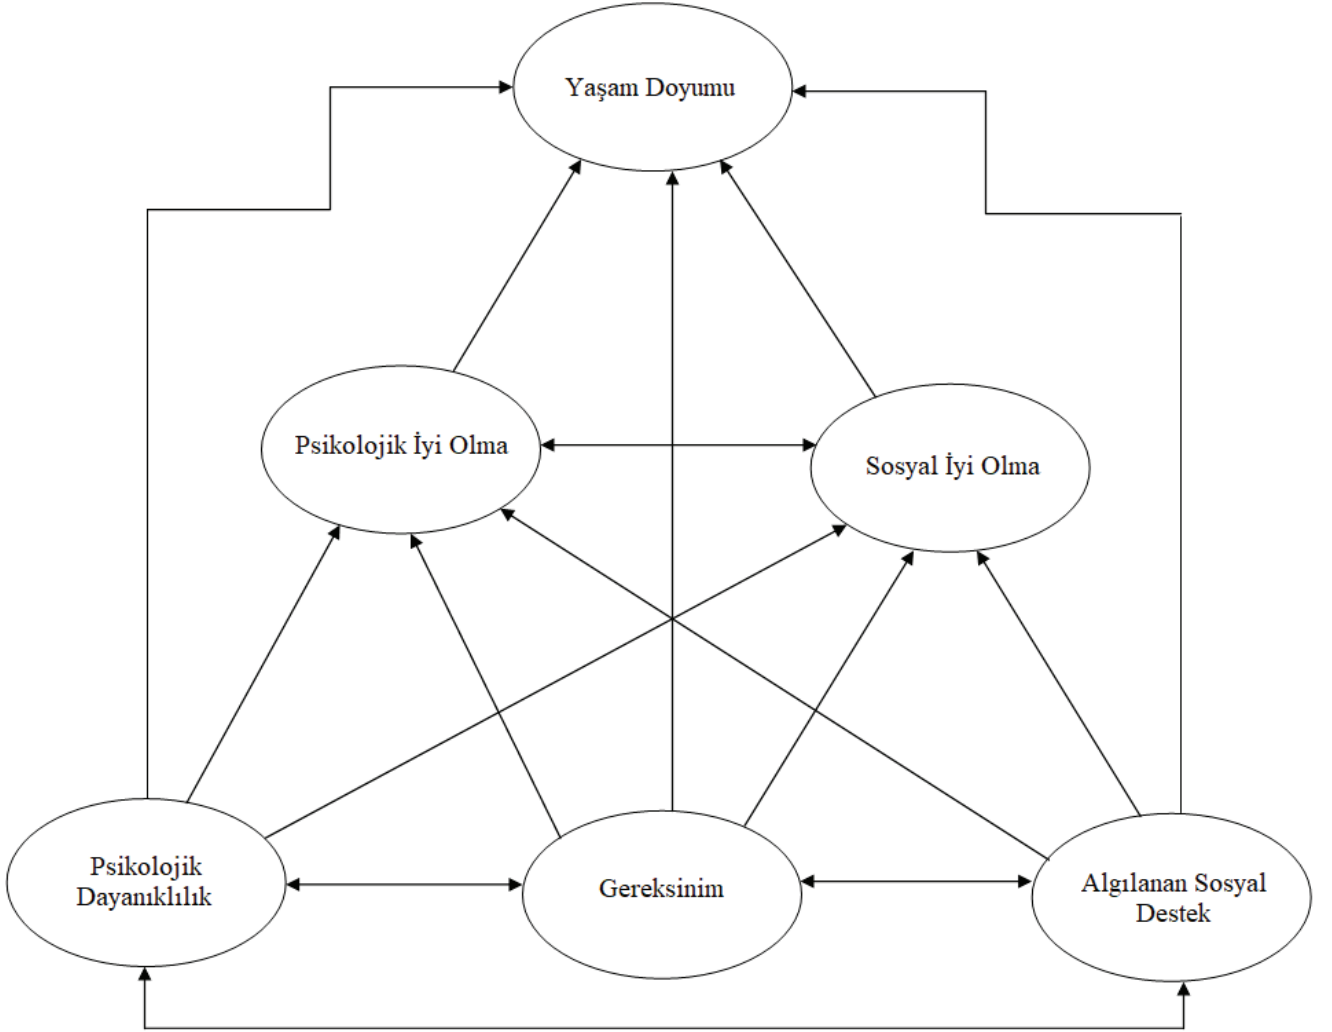 Yaşam Doyumu
Psikolojik İyi Olma
Sosyal İyi Olma
Psikolojik
Dayanıklılık
Gereksinim
Algılanan Sosyal
Destek